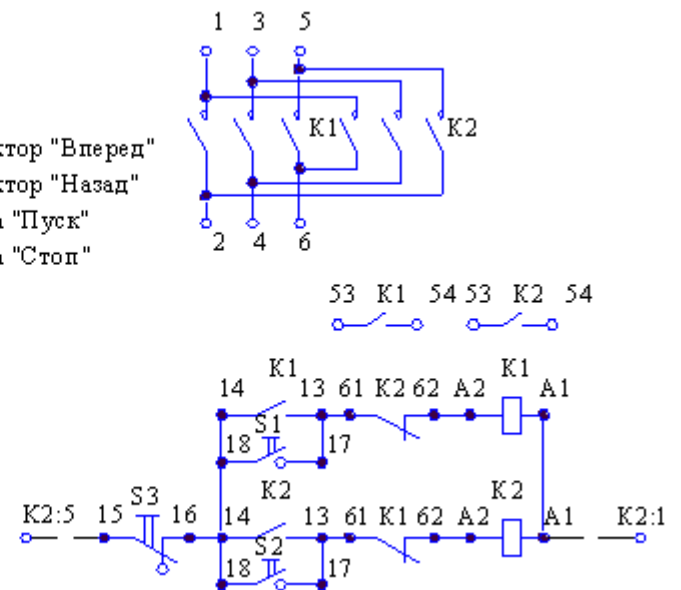 1 3 5
K1 K2
ктор "Вперед"
ктор "Назад"
"Пуск"
"Стоп"
2 4 6
53 K1 54 53 K2 54
K1 K1
14 13 61 K2 62 A2 A1
S1
18 17
S3 K2 K2
K2:5 15 16 14 13 61 K1 62 A2 A1 K2:1
S2
18 17